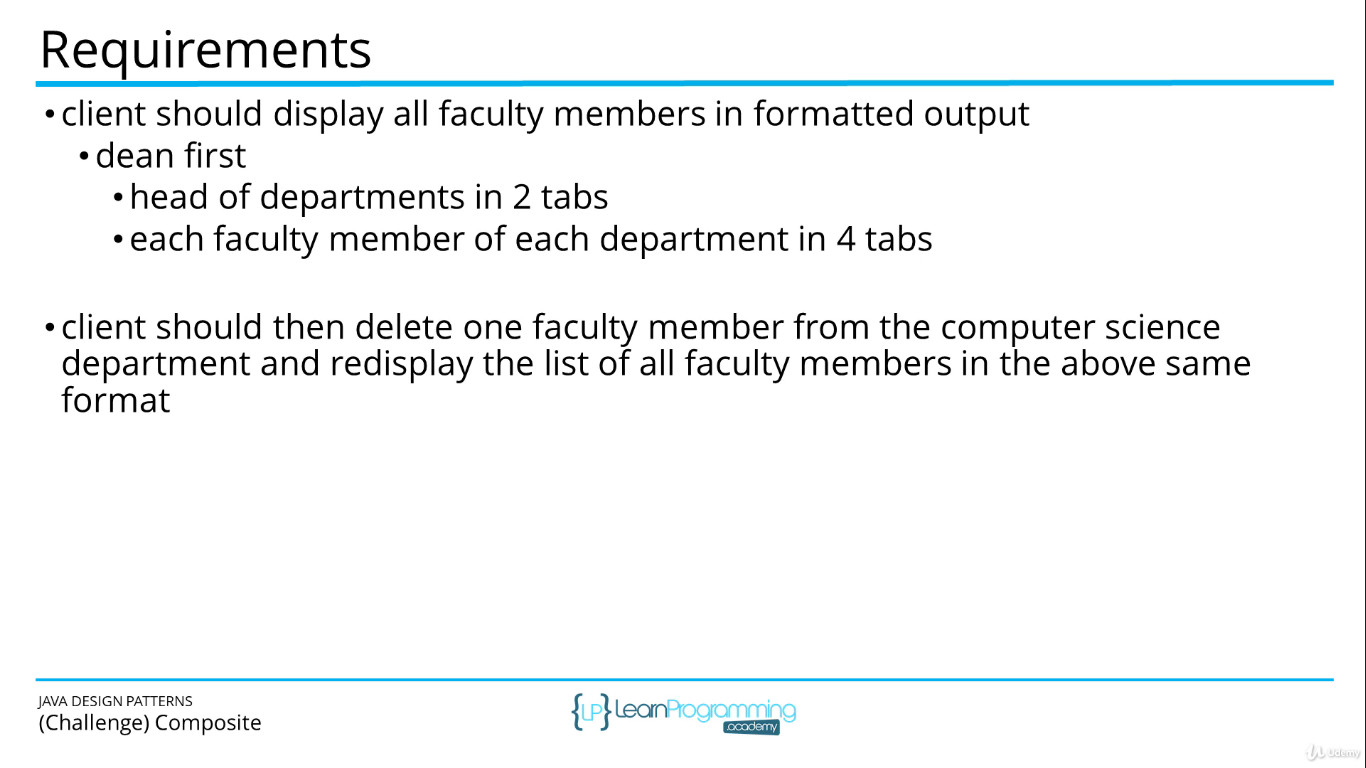 Requirements
• client should display all faculty members in formatted output
• dean first
• head of departments in 2 tabs
• each faculty member of each department in 4 tabs
• client should then delete one faculty member from the computer science
department and redisplay the list of all faculty members in the above same
format
JAVA DESIGN PATTERNS
(Challenge) Composite
{LP} LearnProgramming
.academy
Udemy